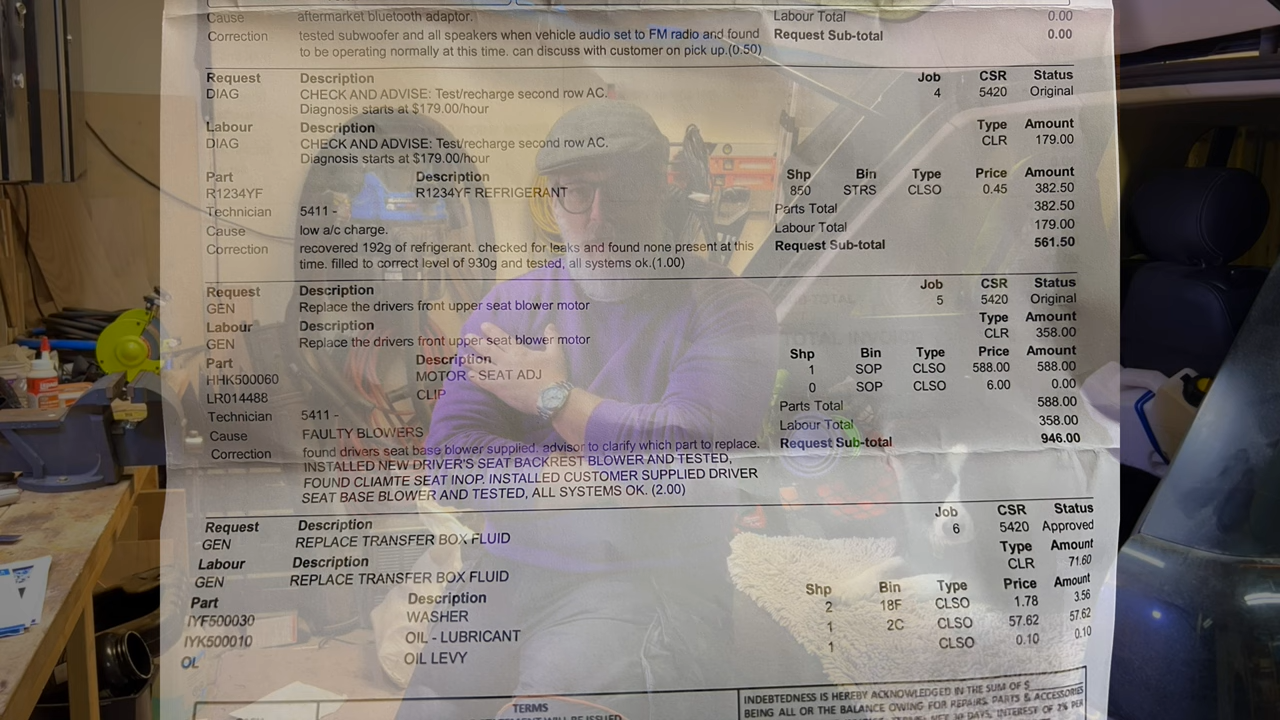 Cause aftermarket bluetooth adaptor. Labour Total 0.00
Correction tested subwoofer and all speakers when vehicle audio set to FM radio and found Request Sub-total 0.00
to be operating normally at this time. can discuss with customer on pick up.(0.50)
Request Description Job CSR Status
DIAG CHECK AND ADVISE: Test/recharge second row AC. 4 5420 Original
Diagnosis starts at $179.00/hour
Labour Description Type Amount
DIAG CHECK AND ADVISE: Test/recharge second row AC. CLR 179.00
Diagnosis starts at $179.00/hour
Part Description Shp Bin Type Price Amount
R1234YF R1234YF REFRIGERANT 850 STRS CLSO 0.45 382.50
Technician 5411 - Parts Total 382.50
Cause low a/c charge. Labour Total 179.00
Correction recovered 192g of refrigerant. checked for leaks and found none present at this Request Sub-total 561.50
time. filled to correct level of 930g and tested, all systems ok.(1.00)
Request Description Job CSR Status
GEN Replace the drivers front upper seat blower motor 5 5420 Original
Labour Description Type Amount
GEN Replace the drivers front upper seat blower motor CLR 358.00
Part Description Shp Bin Type Price Amount
HHK500060 MOTOR - SEAT ADJ 1 SOP CLSO 588.00 588.00
LR014488 CLIP 0 SOP CLSO 6.00 0.00
Technician 5411 - Parts Total 588.00
Cause FAULTY BLOWERS Labour Total 358.00
Correction found drivers seat base blower supplied. advisor to clarify which part to replace. Request Sub-total 946.00
INSTALLED NEW DRIVER'S SEAT BACKREST BLOWER AND TESTED,
FOUND CLIAMTE SEAT INOP. INSTALLED CUSTOMER SUPPLIED DRIVER
SEAT BASE BLOWER AND TESTED, ALL SYSTEMS OK. (2.00)
Request Description Job CSR Status
GEN REPLACE TRANSFER BOX FLUID 6 5420 Approved
Labour Description Type Amount
GEN REPLACE TRANSFER BOX FLUID CLR 71.60
Part Description Shp Bin Type Price Amount
IYF500030 WASHER 2 18F CLSO 1.78 3.56
IYK500010 OIL - LUBRICANT 1 2C CLSO 57.62 57.62
OL OIL LEVY 1 CLSO 0.10 0.10
TERMS INDEBTEDNESS IS HEREBY ACKNOWLEDGED IN THE SUM OF $
BEING ALL OR THE BALANCE OWING FOR REPAIRS, PARTS & ACCESSORIES